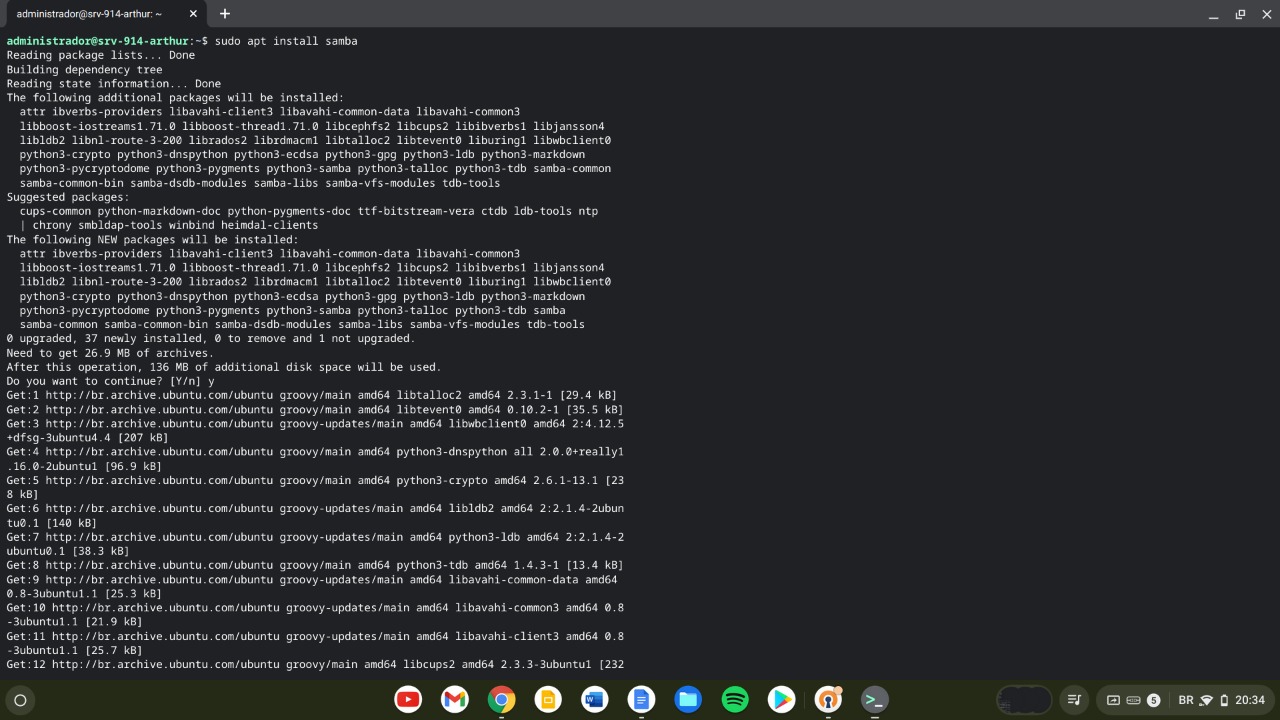 administrador@srv-914-arthur: ~
administrador@srv-914-arthur:~$ sudo apt install samba
Reading package lists... Done
Building dependency tree
Reading state information... Done
The following additional packages will be installed:
  attr ibverbs-providers libavahi-client3 libavahi-common-data libavahi-common3
  libboost-iostreams1.71.0 libboost-thread1.71.0 libcephfs2 libcups2 libibverbs1 libjansson4
  libldb2 libnl-route-3-200 librados2 librdmacm1 libtalloc2 libtevent0 liburing1 libwbclient0
  python3-crypto python3-dnspython python3-ecdsa python3-gpg python3-ldb python3-markdown
  python3-pycryptodome python3-pygments python3-samba python3-talloc python3-tdb samba-common
  samba-common-bin samba-dsdb-modules samba-libs samba-vfs-modules tdb-tools
Suggested packages:
  cups-common python-markdown-doc python-pygments-doc ttf-bitstream-vera ctdb ldb-tools ntp
  | chrony smbldap-tools winbind heimdal-clients
The following NEW packages will be installed:
  attr ibverbs-providers libavahi-client3 libavahi-common-data libavahi-common3
  libboost-iostreams1.71.0 libboost-thread1.71.0 libcephfs2 libcups2 libibverbs1 libjansson4
  libldb2 libnl-route-3-200 librados2 librdmacm1 libtalloc2 libtevent0 liburing1 libwbclient0
  python3-crypto python3-dnspython python3-ecdsa python3-gpg python3-ldb python3-markdown
  python3-pycryptodome python3-pygments python3-samba python3-talloc python3-tdb samba
  samba-common samba-common-bin samba-dsdb-modules samba-libs samba-vfs-modules tdb-tools
0 upgraded, 37 newly installed, 0 to remove and 1 not upgraded.
Need to get 26.9 MB of archives.
After this operation, 136 MB of additional disk space will be used.
Do you want to continue? [Y/n] y
Get:1 http://br.archive.ubuntu.com/ubuntu groovy/main amd64 libtalloc2 amd64 2.3.1-1 [29.4 kB]
Get:2 http://br.archive.ubuntu.com/ubuntu groovy/main amd64 libtevent0 amd64 0.10.2-1 [35.5 kB]
Get:3 http://br.archive.ubuntu.com/ubuntu groovy-updates/main amd64 libwbclient0 amd64 2:4.12.5
+dfsg-3ubuntu4.4 [207 kB]
Get:4 http://br.archive.ubuntu.com/ubuntu groovy/main amd64 python3-dnspython all 2.0.0+really1
.16.0-2ubuntu1 [96.9 kB]
Get:5 http://br.archive.ubuntu.com/ubuntu groovy/main amd64 python3-crypto amd64 2.6.1-13.1 [23
8 kB]
Get:6 http://br.archive.ubuntu.com/ubuntu groovy-updates/main amd64 libldb2 amd64 2:2.1.4-2ubun
tu0.1 [140 kB]
Get:7 http://br.archive.ubuntu.com/ubuntu groovy-updates/main amd64 python3-ldb amd64 2:2.1.4-2
ubuntu0.1 [38.3 kB]
Get:8 http://br.archive.ubuntu.com/ubuntu groovy/main amd64 python3-tdb amd64 1.4.3-1 [13.4 kB]
Get:9 http://br.archive.ubuntu.com/ubuntu groovy-updates/main amd64 libavahi-common-data amd64
0.8-3ubuntu1.1 [25.3 kB]
Get:10 http://br.archive.ubuntu.com/ubuntu groovy-updates/main amd64 libavahi-common3 amd64 0.8
-3ubuntu1.1 [21.9 kB]
Get:11 http://br.archive.ubuntu.com/ubuntu groovy-updates/main amd64 libavahi-client3 amd64 0.8
-3ubuntu1.1 [25.7 kB]
Get:12 http://br.archive.ubuntu.com/ubuntu groovy/main amd64 libcups2 amd64 2.3.3-3ubuntu1 [232
5 BR 20:34